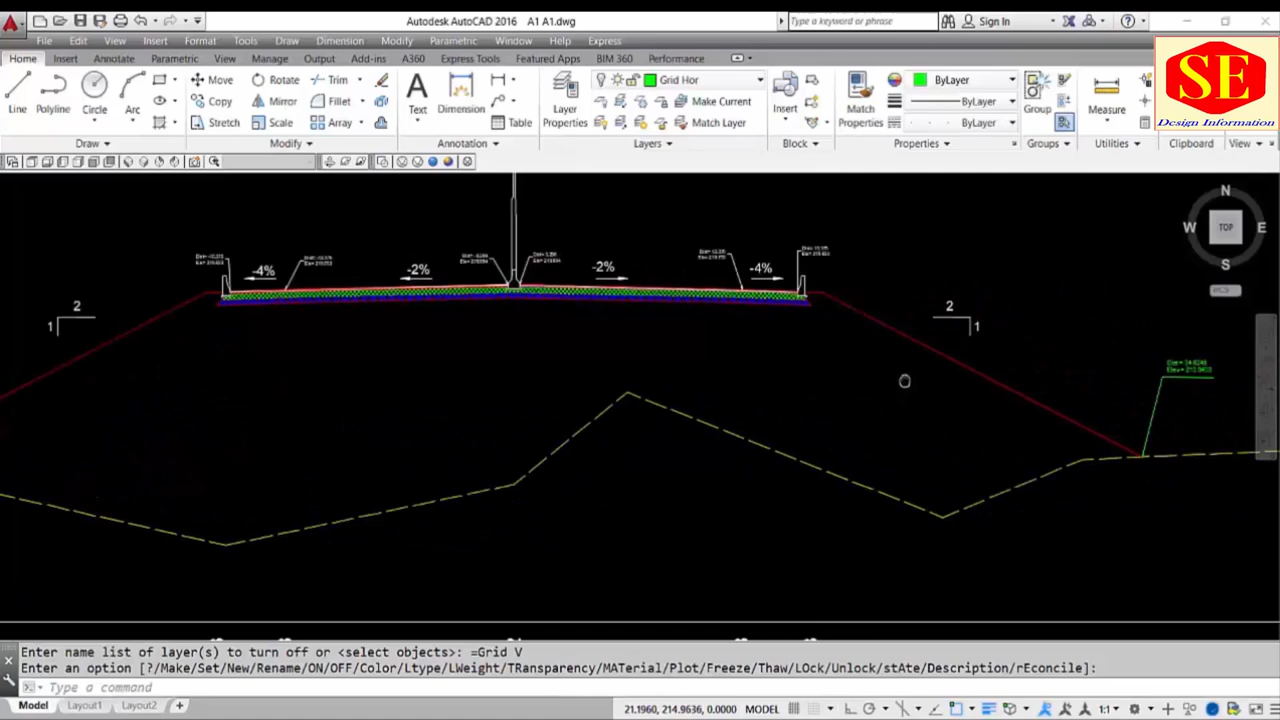 Autodesk AutoCAD 2016 A1 A1.dwg
Type a keyword or phrase
Sign In
File Edit View Insert Format Tools Draw Dimension Modify Parametric Window Help Express
Home Insert Annotate Parametric View Manage Output Add-ins A360 Express Tools Featured Apps BIM 360 Performance
Line Polyline Circle Arc
Move Rotate Trim
Copy Mirror Fillet
Stretch Scale Array
Text Dimension Table
Layer Properties
Grid Hor
Make Current
Match Layer
Insert
Match Properties
ByLayer
ByLayer
ByLayer
Group
Measure
Draw Modify Annotation Layers Block Properties Groups Utilities Clipboard View
SE
Design Information
N
W TOP E
S
-4% -2% -2% -4%
2
1
2
1
Enter name list of layer(s) to turn off or <select objects>: =Grid V
Enter an option [?/Make/Set/New/Rename/ON/OFF/Color/Ltype/LWeight/TRansparency/MATerial/Plot/Freeze/Thaw/LOck/Unlock/stAte/Description/rEconcile]:
Type a command
Model Layout1 Layout2 +
21.1960, 214.9636, 0.0000 MODEL 1:1